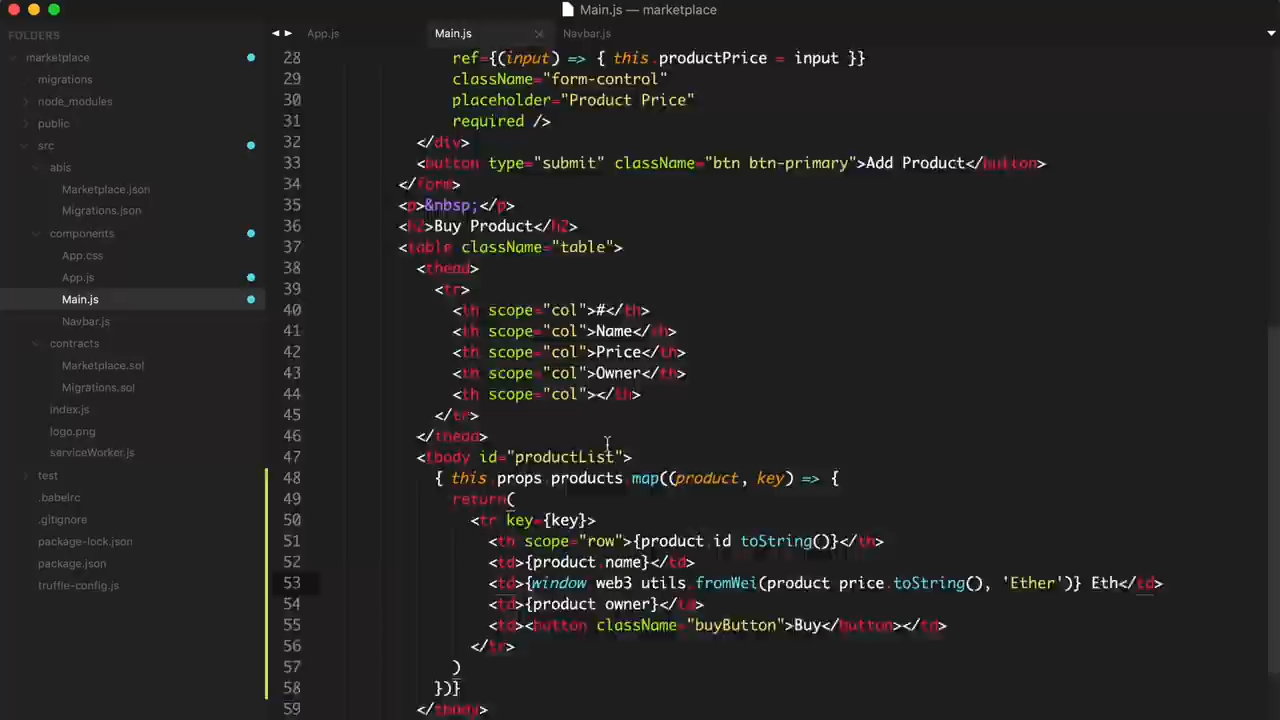 Main.js — marketplace
FOLDERS
marketplace
migrations
node_modules
public
src
abis
Marketplace.json
Migrations.json
components
App.css
App.js
Main.js
Navbar.js
contracts
Marketplace.sol
Migrations.sol
index.js
logo.png
serviceWorker.js
test
.babelrc
.gitignore
package-lock.json
package.json
truffle-config.js
App.js Main.js Navbar.js
28 ref={(input) => { this.productPrice = input }}
29 className="form-control"
30 placeholder="Product Price"
31 required />
32 </div>
33 <button type="submit" className="btn btn-primary">Add Product</button>
34 </form>
35 <p>&nbsp;</p>
36 <h2>Buy Product</h2>
37 <table className="table">
38 <thead>
39 <tr>
40 <th scope="col">#</th>
41 <th scope="col">Name</th>
42 <th scope="col">Price</th>
43 <th scope="col">Owner</th>
44 <th scope="col"></th>
45 </tr>
46 </thead>
47 <tbody id="productList">
48 { this.props.products.map((product, key) => {
49 return(
50 <tr key={key}>
51 <th scope="row">{product.id.toString()}</th>
52 <td>{product.name}</td>
53 <td>{window.web3.utils.fromWei(product.price.toString(), 'Ether')} Eth</td>
54 <td>{product.owner}</td>
55 <td><button className="buyButton">Buy</button></td>
56 </tr>
57 )
58 })}
59 </tbody>